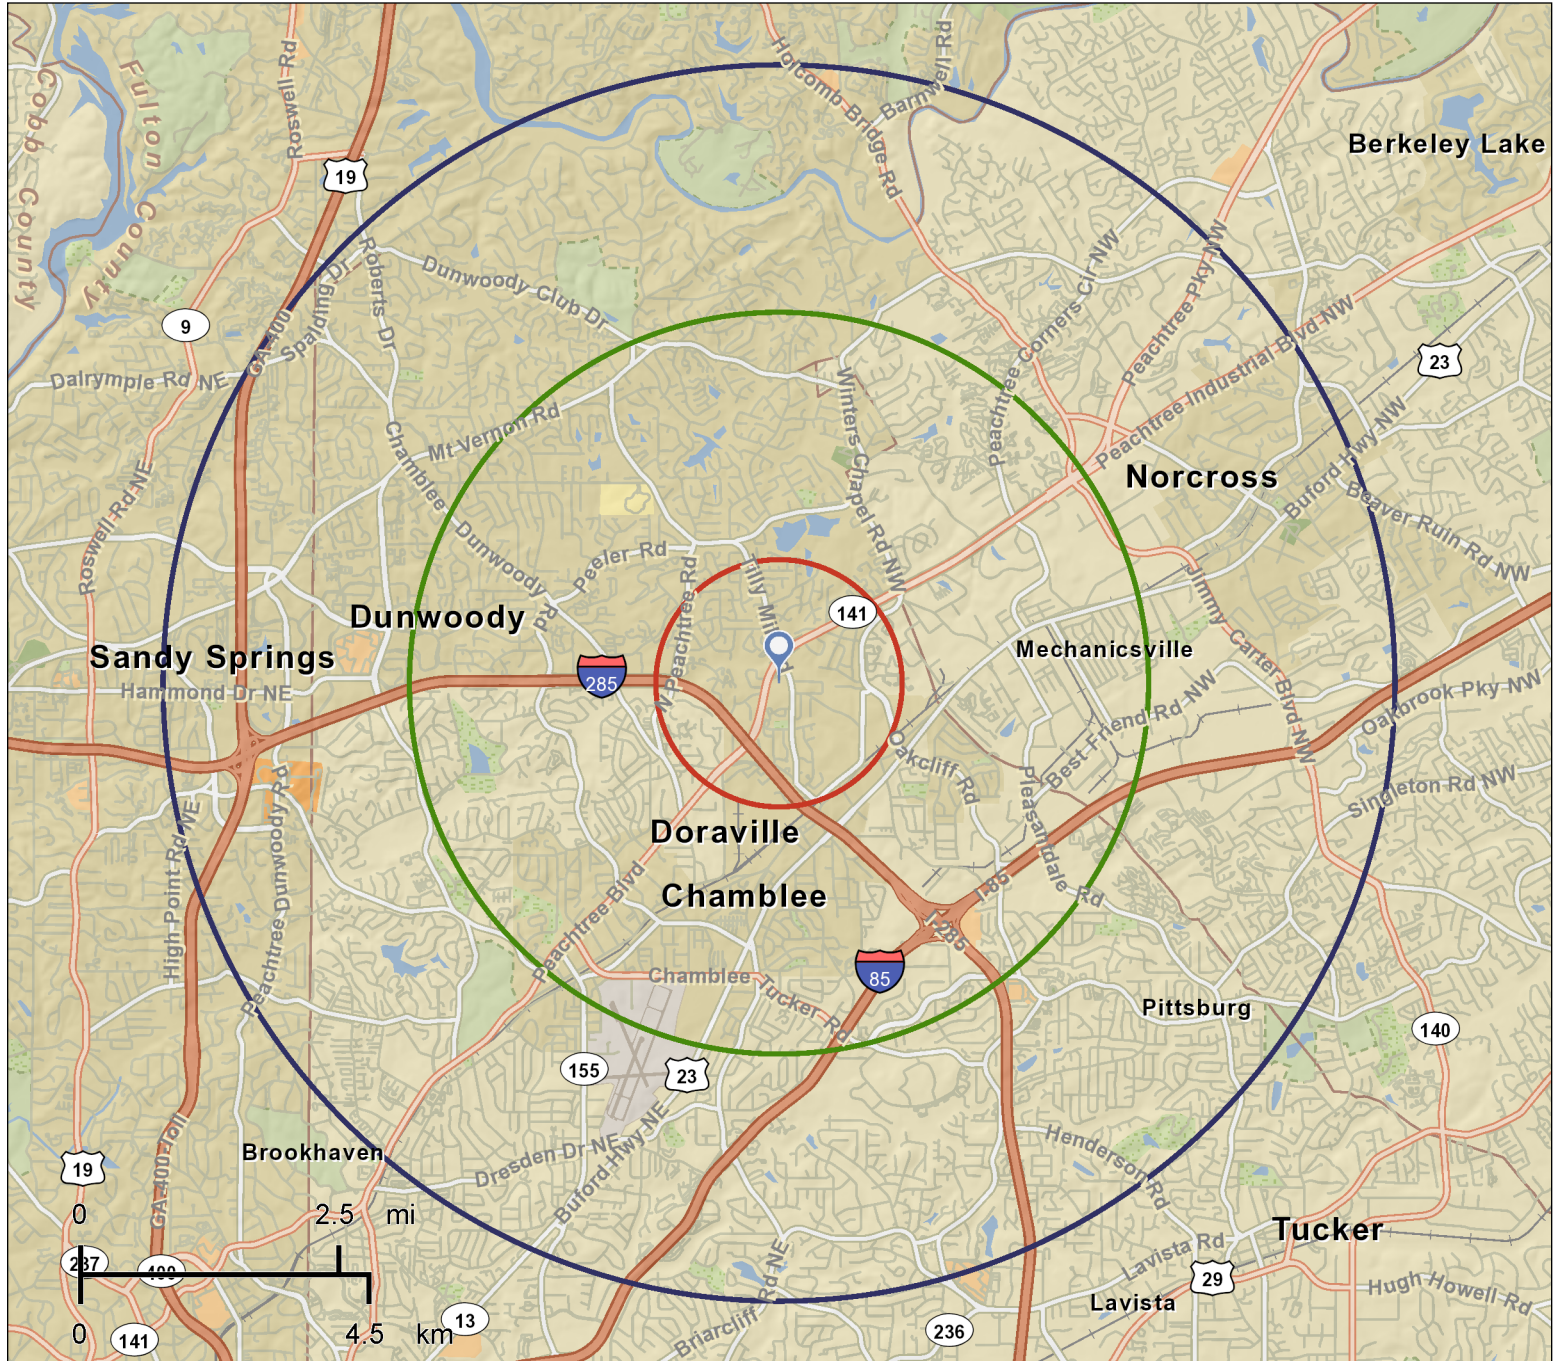 Cobb County
Fulton County
Roswell Rd
19
Holcomb Bridge Rd
Barnwell Rd
Berkeley Lake
9
GA-400
Spalding Dr
Roberts Dr
Dunwoody Club Dr
Peachtree Corners Cir NW
Peachtree Pky NW
Peachtree Industrial Blvd NW
23
Dalrymple Rd NE
Mt Vernon Rd
Chamblee Dunwoody Rd
Winters Chapel Rd NW
Norcross
Buford Hwy NW
Beaver Ruin Rd NW
Roswell Rd NE
Peeler Rd
N Peachtree Rd
Tilly Mill Rd
141
Jimmy Carter Blvd NW
Dunwoody
Sandy Springs
Hammond Dr NE
285
Mechanicsville
Best Friend Rd NW
Oakbrook Pky NW
Oakcliff Rd
Pleasantdale Rd
Singleton Rd NW
High Point Rd NE
Peachtree Dunwoody Rd
Doraville
Chamblee
Peachtree Blvd
I-85
I-285
85
Chamblee Tucker Rd
Pittsburg
140
155
23
Brookhaven
Dresden Dr NE
Buford Hwy NE
Henderson Rd
19
GA-400-Toll
0
2.5
mi
237
400
0
4.5
km
141
13
Briarcliff Rd NE
236
Tucker
Lavista Rd
29
Lavista
Hugh Howell Rd